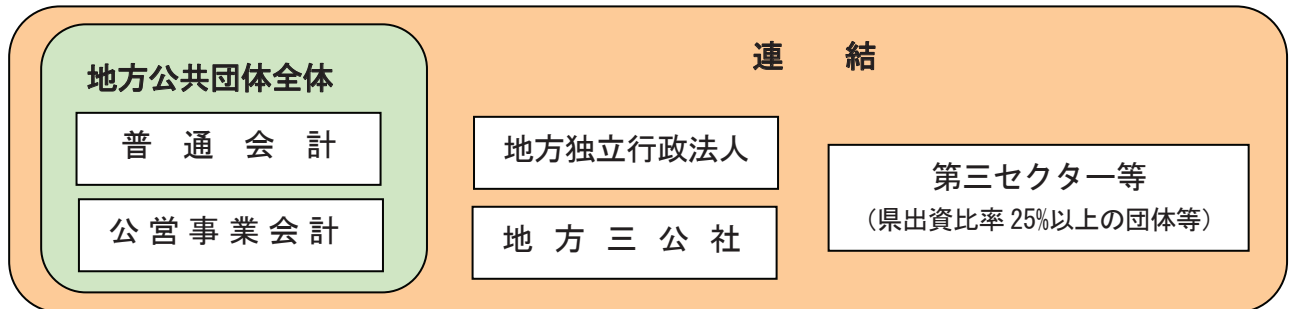 連　結
地方公共団体全体
普通会計
公営事業会計
地方独立行政法人
地方三公社
第三セクター等
（県出資比率 25%以上の団体等）